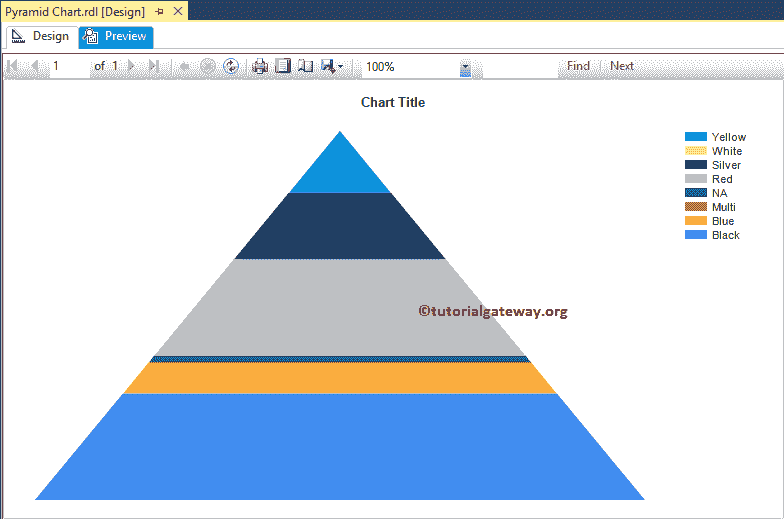 Pyramid Chart.rdl [Design]
Design Preview
1 of 1 100% Find Next
Chart Title
Yellow
White
Silver
Red
NA
Multi
Blue
Black
©tutorialgateway.org